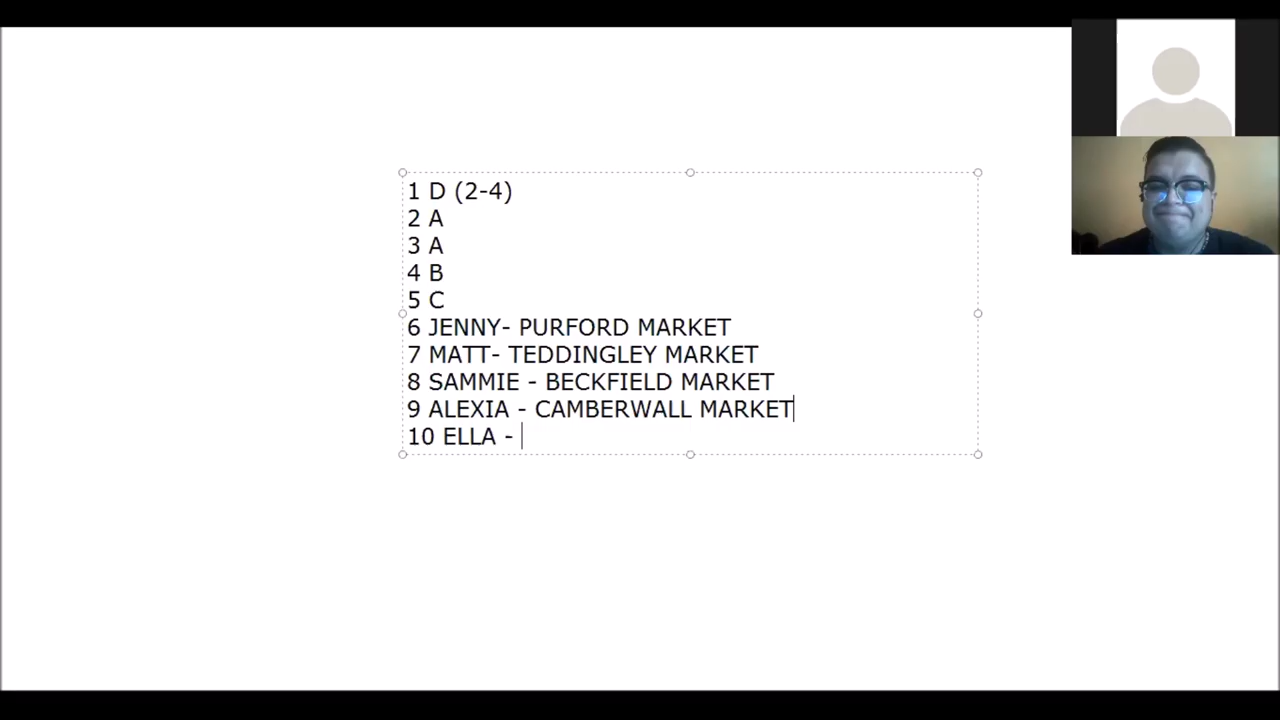 1 D (2-4)
2 A
3 A
4 B
5 C
6 JENNY- PURFORD MARKET
7 MATT- TEDDINGLEY MARKET
8 SAMMIE - BECKFIELD MARKET
9 ALEXIA - CAMBERWALL MARKET
10 ELLA -